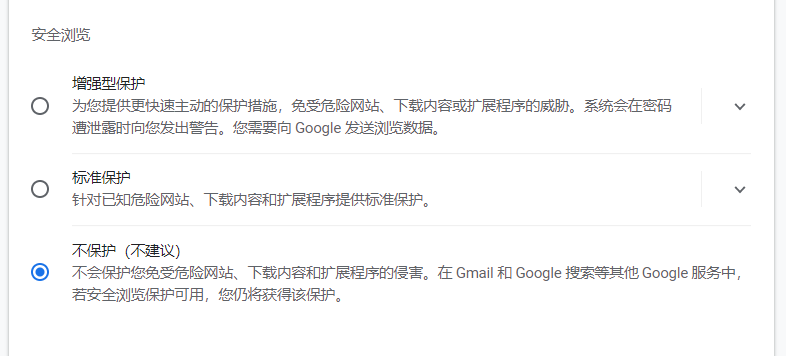 安全浏览
增强型保护
为您提供更快速主动的保护措施，免受危险网站、下载内容或扩展程序的威胁。系统会在密码
遭泄露时向您发出警告。您需要向 Google 发送浏览数据。
标准保护
针对已知危险网站、下载内容和扩展程序提供标准保护。
不保护（不建议）
不会保护您免受危险网站、下载内容和扩展程序的侵害。在 Gmail 和 Google 搜索等其他 Google 服务中，
若安全浏览保护可用，您仍将获得该保护。